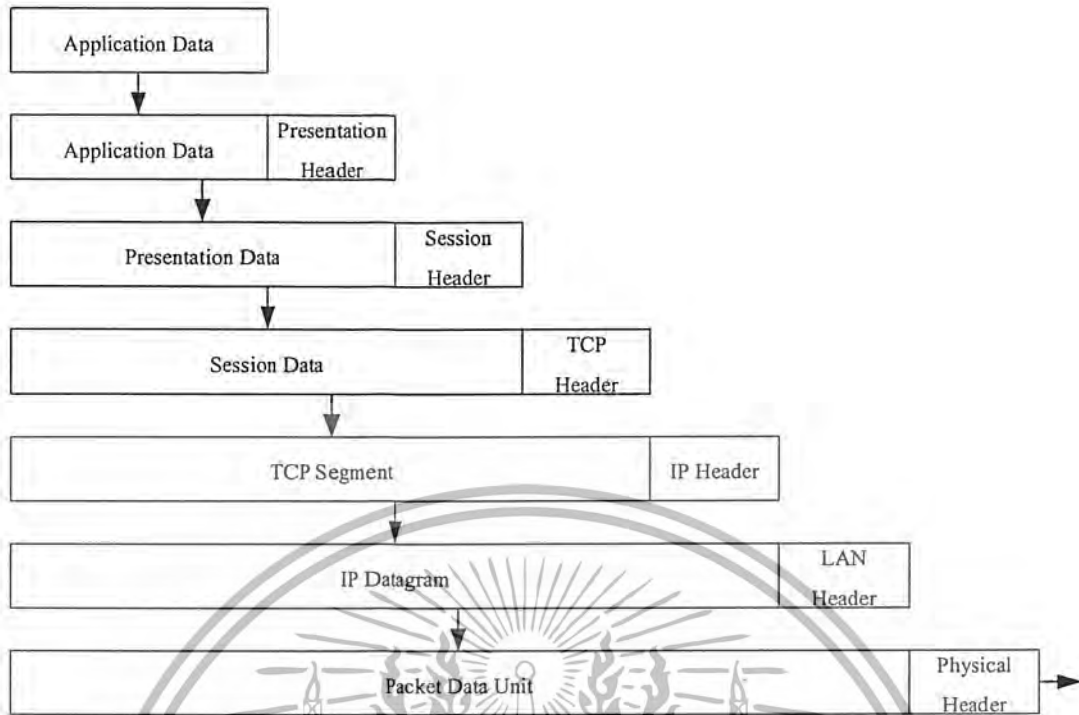 Application Data
Application Data
Presentation
Header
Presentation Data
Session
Header
Session Data
TCP
Header
TCP Segment
IP Header
IP Datagram
LAN
Header
Packet Data Unit
Physical
Header